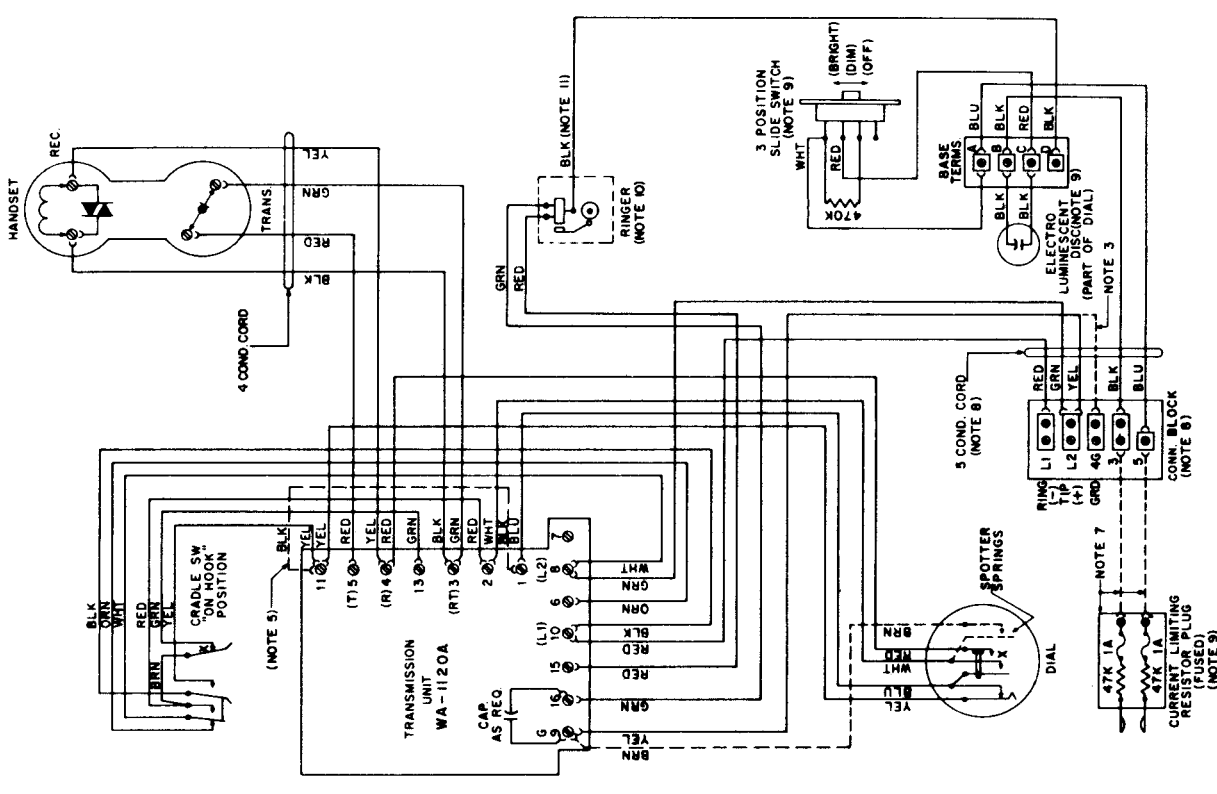 HANDSET
REC.
TRANS.
YEL
GRN
RED
BLK
4 COND. CORD
BLK (NOTE 11)
RINGER
(NOTE 10)
GRN
RED
3 POSITION
SLIDE SWITCH
(NOTE 9)
(BRIGHT)
(DIM)
(OFF)
WHT
RED
470K
BASE
TERMS
A
B
C
D
BLU
BLK
RED
BLK
BLK
BLK
ELECTRO
LUMINESCENT
DISC(NOTE 9)
(PART OF DIAL)
NOTE 3
5 COND. CORD
(NOTE 8)
RED
GRN
YEL
BLK
BLU
RING
(-)
TIP
(+)
GRD
L1
L2
4G
3
5
CONN. BLOCK
(NOTE 8)
NOTE 7
47K 1A
47K 1A
CURRENT LIMITING
RESISTOR PLUG
(FUSED)
(NOTE 9)
SPOTTER
SPRINGS
DIAL
BRN
RED
WHT
BLU
YEL
X
BLK
ORN
WHT
RED
GRN
YEL
BRN
X
CRADLE SW
"ON HOOK"
POSITION
(NOTE 5)
BLK
YEL
YEL
RED
YEL
RED
GRN
BLK
GRN
RED
WHT
BLK
BLU
11
(T) 5
(R) 4
13
(RT) 3
2
1
TRANSMISSION
UNIT
WA-1120A
CAP.
AS REQ.
7
8
(L2)
6
10
(L1)
15
16
9
G
WHT
GRN
ORN
BLK
RED
RED
GRN
YEL
BRN